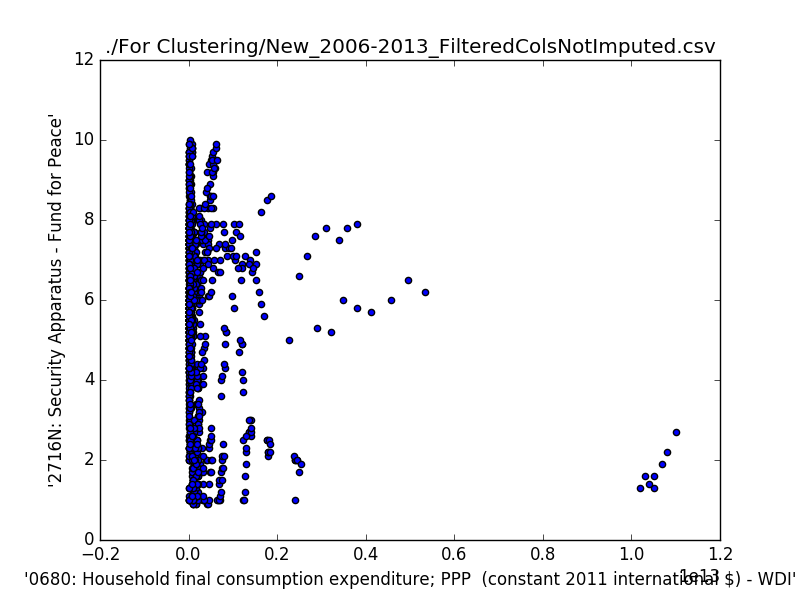 ./For Clustering/New_2006-2013_FilteredColsNotImputed.csv
12
10
8
6
4
2
0
'2716N: Security Apparatus - Fund for Peace'
−0.2 0.0 0.2 0.4 0.6 0.8 1.0 1.2
1e13
'0680: Household final consumption expenditure; PPP (constant 2011 international $) - WDI'